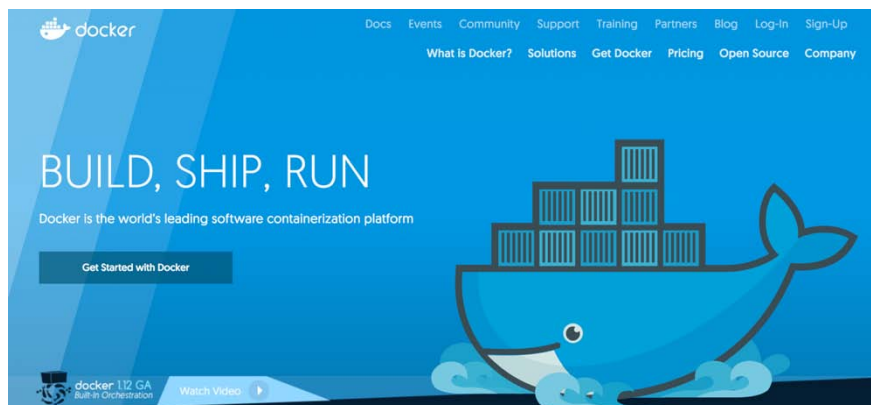 docker
Docs Events Community Support Training Partners Blog Log-In Sign-Up
What is Docker? Solutions Get Docker Pricing Open Source Company
BUILD, SHIP, RUN
Docker is the world's leading software containerization platform
Get Started with Docker
docker 1.12 GA
Built-In Orchestration
Watch Video